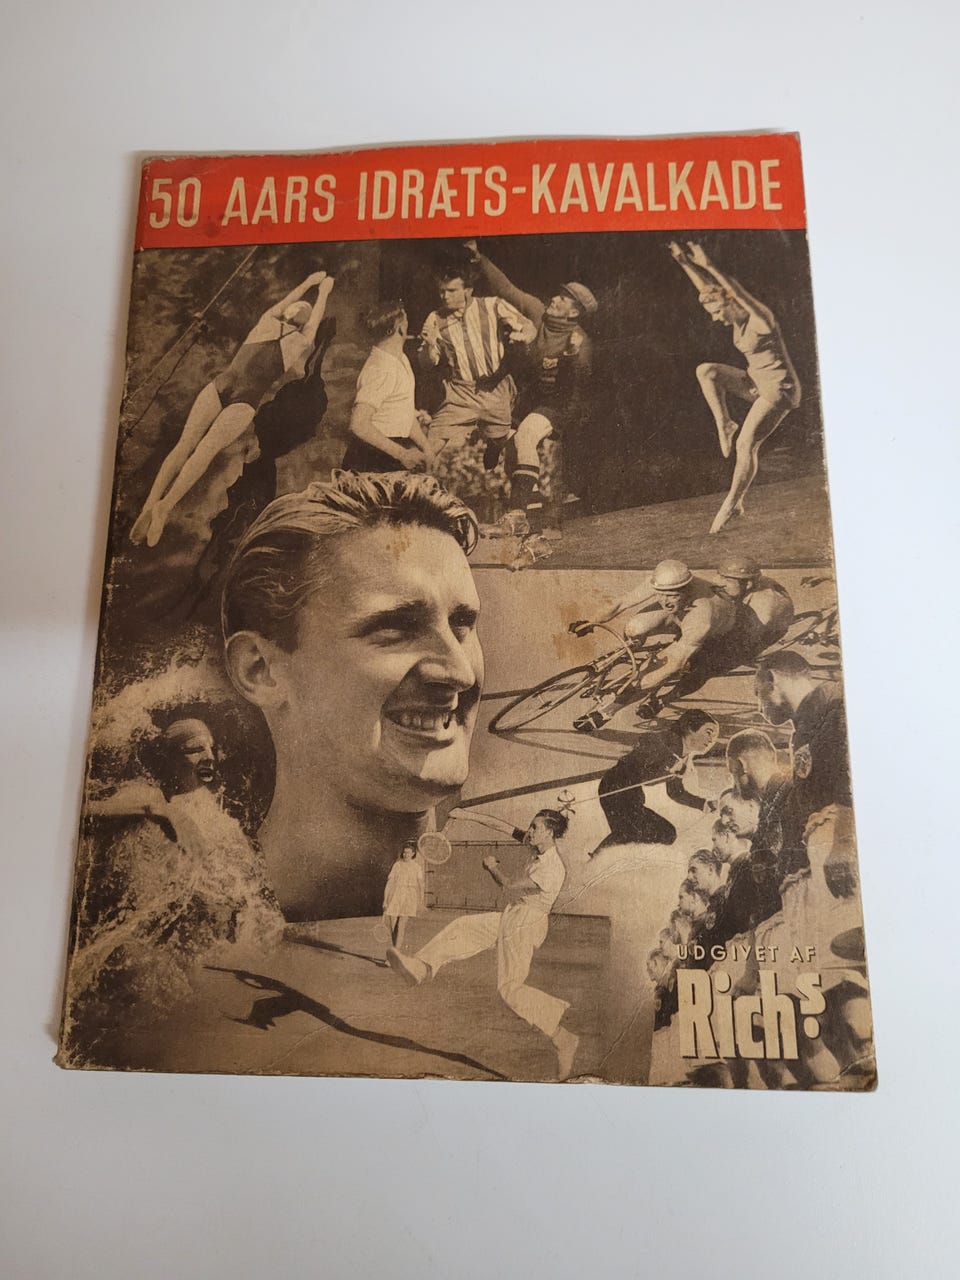 50 AARS IDRÆTS-KAVALKADE
UDGIVET AF
Richs